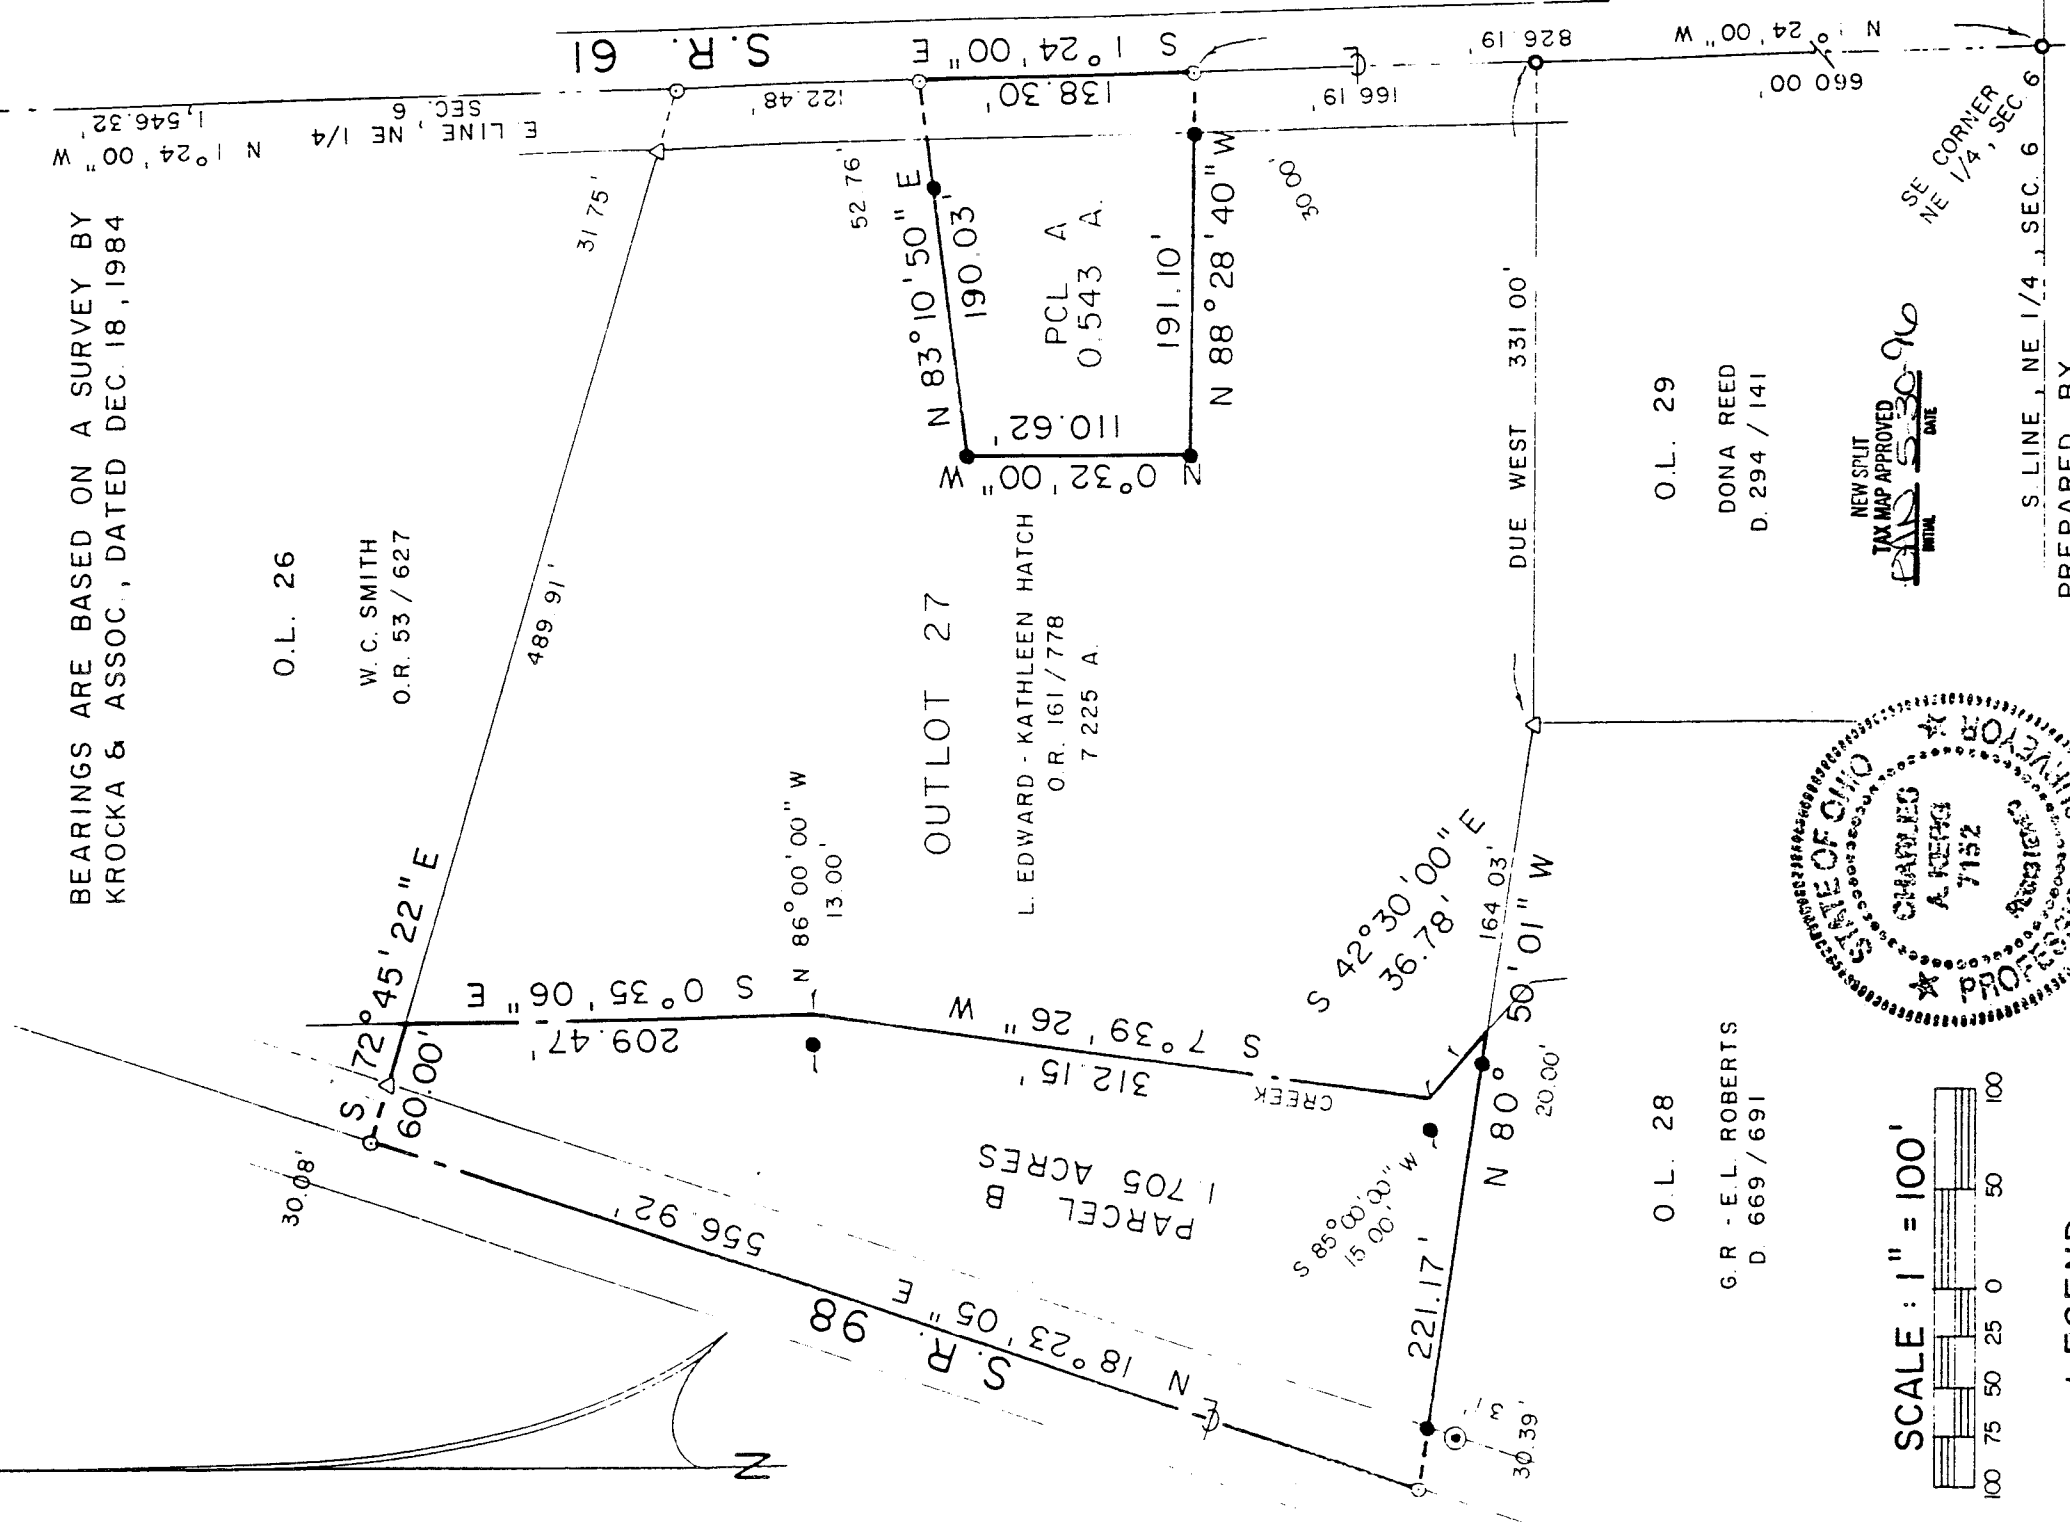 BEARINGS ARE BASED ON A SURVEY BY
KROCKA & ASSOC., DATED DEC. 18, 1984
N 1° 24' 00" W
1,546.32'
E LINE, NE 1/4
SEC. 6
S.R. 61
122.48'
S 1° 24' 00" E
138.30'
166.19'
826.19'
N 1° 24' 00" W
660.00'
SE CORNER
NE 1/4, SEC. 6
S. LINE, NE 1/4, SEC. 6
O.L. 26
W. C. SMITH
O.R. 53 / 627
31.75'
489.91'
S 72° 45' 22" E
60.00'
30.08'
52.76'
N 83° 10' 50" E
190.03'
PCL A
0.543 A.
191.10'
N 88° 28' 40" W
30.00'
110.62'
N 0° 32' 00" W
OUTLOT 27
L. EDWARD - KATHLEEN HATCH
O.R. 161 / 778
7.225 A.
N 86° 00' 00" W
13.00'
S 0° 35' 06" E
209.47'
S 7° 39' 26" W
312.15'
CREEK
S 42° 30' 00" E
36.78'
164.03'
N 80° 50' 01" W
20.00'
221.17'
S 85° 00' 00" W
15.00'
PARCEL B
1.705 ACRES
556.92'
N 18° 23' 05" E
S.R. 98
30.39'
DUE WEST 331.00'
O.L. 29
DONA REED
D. 294 / 141
NEW SPLIT
TAX MAP APPROVED
5-30-96
INITIAL DATE
O.L. 28
G.R. - E.L. ROBERTS
D. 669 / 691
STATE OF OHIO
CHARLES
7152
REGISTERED
PROFESSIONAL SURVEYOR
SCALE : 1" = 100'
100 75 50 25 0 50 100
N
PREPARED BY
LEGEND